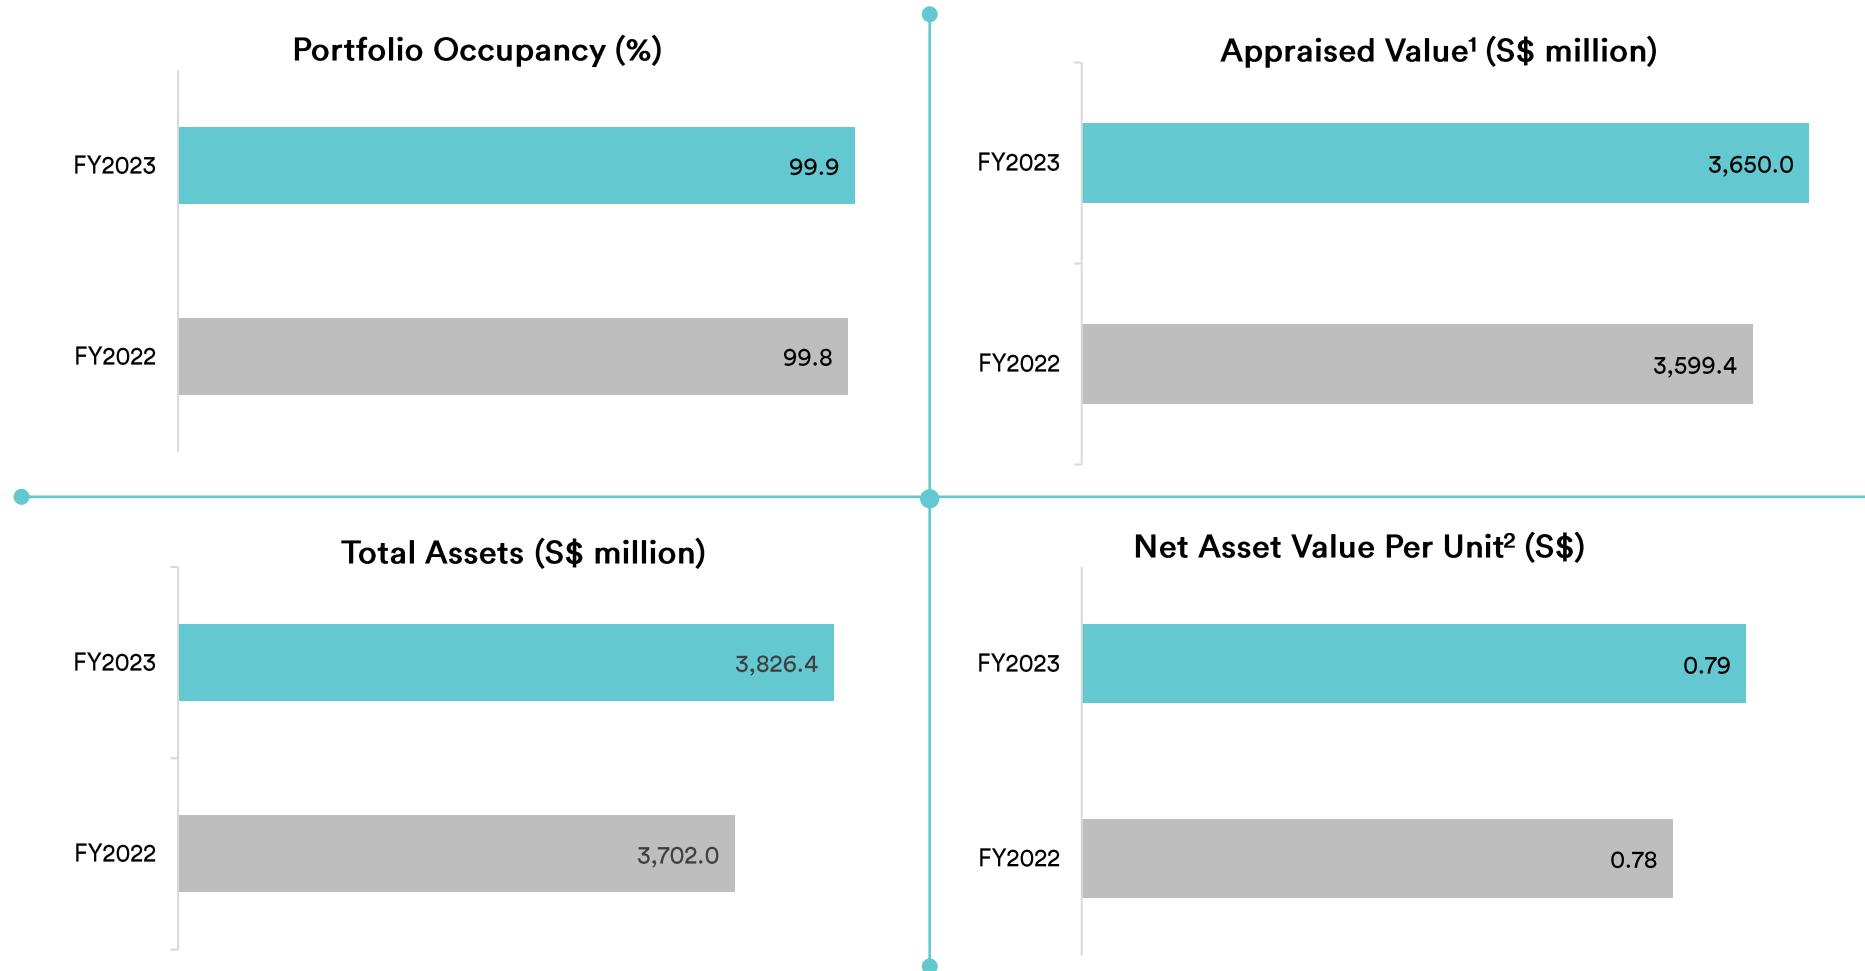 Portfolio Occupancy (%)
FY2023
99.9
FY2022
99.8
Appraised Value¹ (S$ million)
FY2023
3,650.0
FY2022
3,599.4
Total Assets (S$ million)
FY2023
3,826.4
FY2022
3,702.0
Net Asset Value Per Unit² (S$)
FY2023
0.79
FY2022
0.78